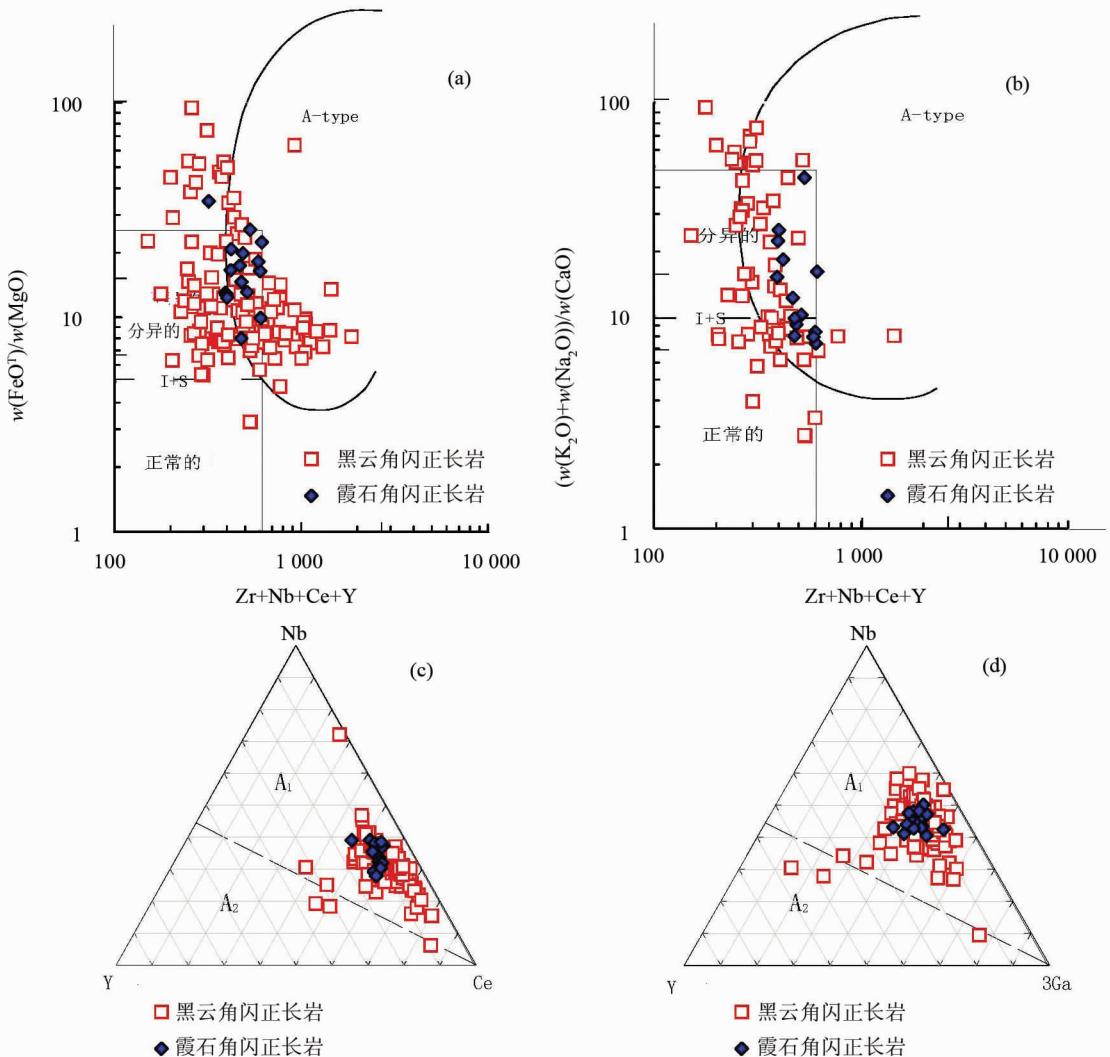 (a)
A-type
100
10
1
w(FeOᵀ)/w(MgO)
分异的
I+S
正常的
黑云角闪正长岩
霞石角闪正长岩
100
1 000
10 000
Zr+Nb+Ce+Y
(b)
A-type
100
10
1
(w(K₂O)+w(Na₂O))/w(CaO)
分异的
I+S
正常的
黑云角闪正长岩
霞石角闪正长岩
100
1 000
10 000
Zr+Nb+Ce+Y
Nb
(c)
A₁
A₂
Y
Ce
黑云角闪正长岩
霞石角闪正长岩
Nb
(d)
A₁
A₂
Y
3Ga
黑云角闪正长岩
霞石角闪正长岩